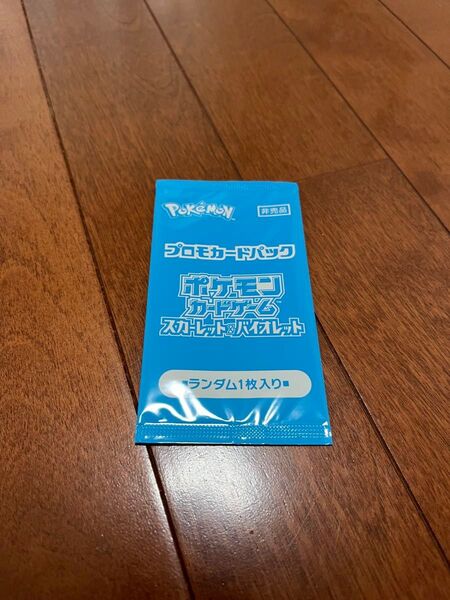 POKéMON 非売品
プロモカードパック
ポケモン
カードゲーム
スカーレット&バイオレット
■ランダム1枚入り■